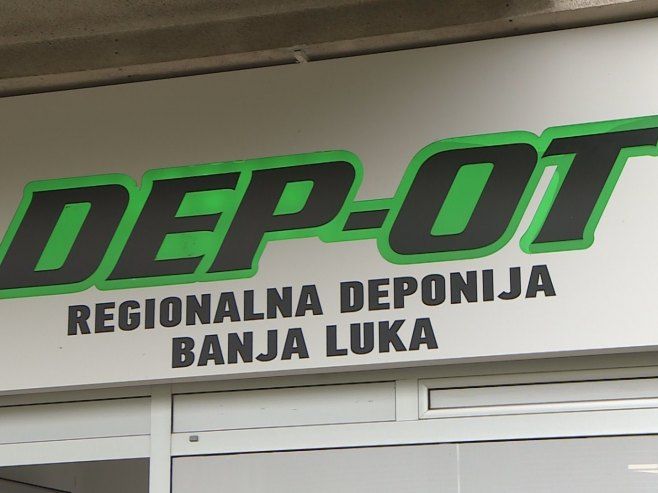 DEP-OT
REGIONALNA DEPONIJA
BANJA LUKA